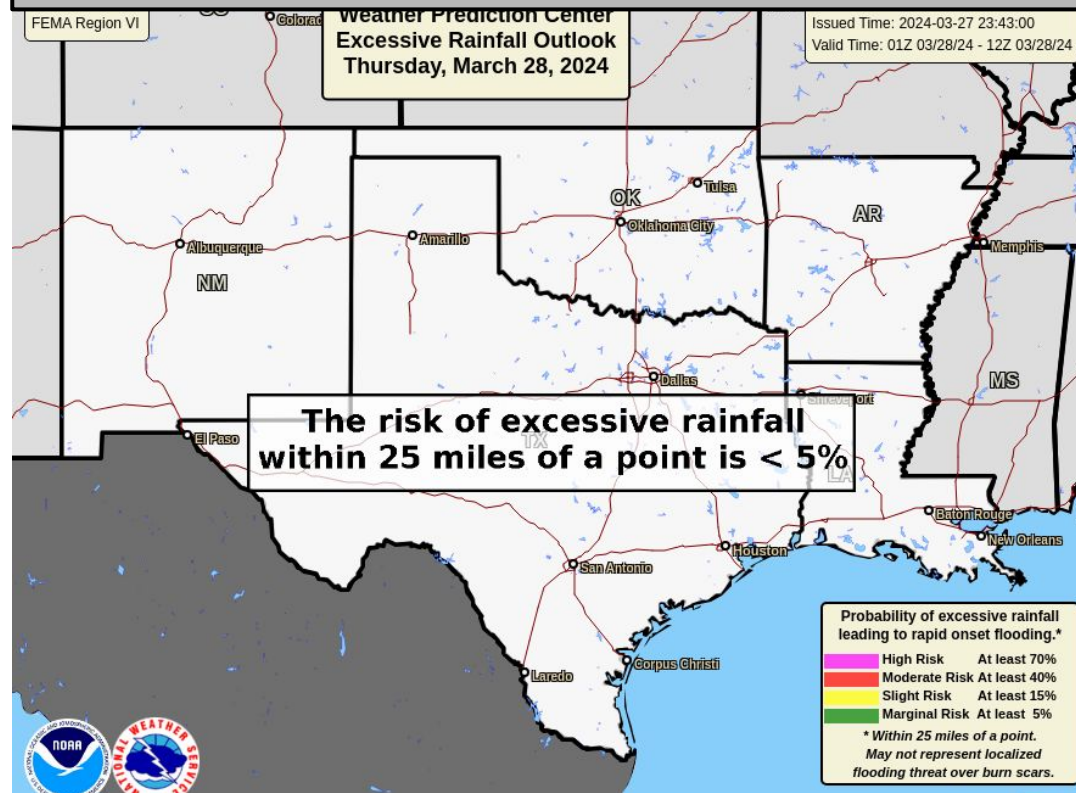 FEMA Region VI
Weather Prediction Center
Excessive Rainfall Outlook
Thursday, March 28, 2024
Issued Time: 2024-03-27 23:43:00
Valid Time: 01Z 03/28/24 - 12Z 03/28/24
Tulsa
OK
Oklahoma City
AR
Albuquerque
Amarillo
Memphis
NM
Dallas
MS
Shreveport
The risk of excessive rainfall
within 25 miles of a point is < 5%
El Paso
TX
LA
Baton Rouge
New Orleans
Houston
San Antonio
Corpus Christi
Laredo
Probability of excessive rainfall
leading to rapid onset flooding.*
High Risk At least 70%
Moderate Risk At least 40%
Slight Risk At least 15%
Marginal Risk At least 5%
* Within 25 miles of a point.
May not represent localized
flooding threat over burn scars.
NOAA
NATIONAL WEATHER SERVICE